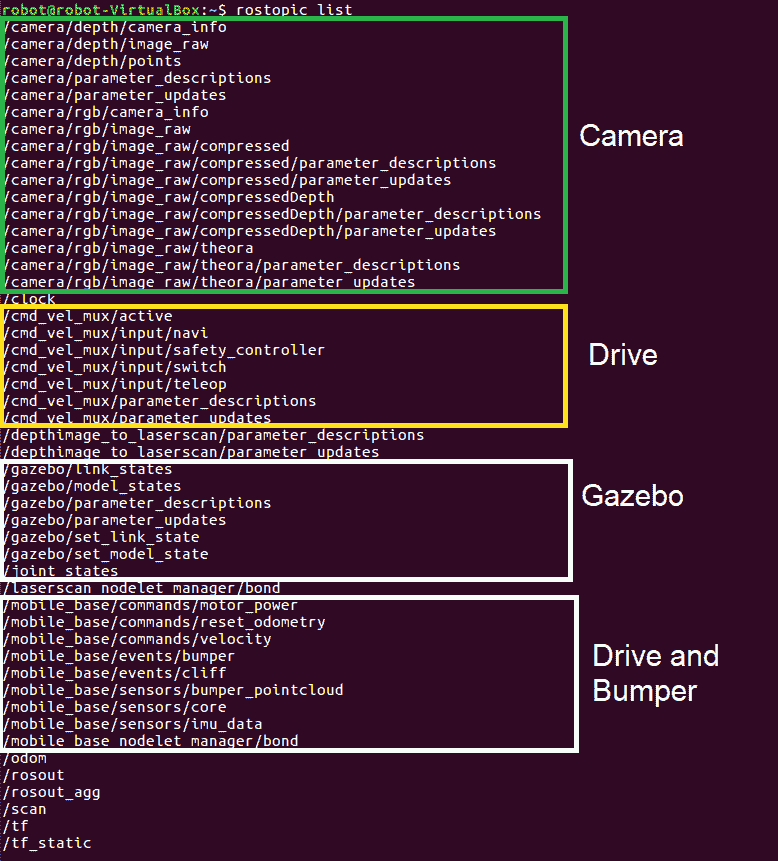 robot@robot-VirtualBox:~$ rostopic list
/camera/depth/camera_info
/camera/depth/image_raw
/camera/depth/points
/camera/parameter_descriptions
/camera/parameter_updates
/camera/rgb/camera_info
/camera/rgb/image_raw
/camera/rgb/image_raw/compressed
/camera/rgb/image_raw/compressed/parameter_descriptions
/camera/rgb/image_raw/compressed/parameter_updates
/camera/rgb/image_raw/compressedDepth
/camera/rgb/image_raw/compressedDepth/parameter_descriptions
/camera/rgb/image_raw/compressedDepth/parameter_updates
/camera/rgb/image_raw/theora
/camera/rgb/image_raw/theora/parameter_descriptions
/camera/rgb/image_raw/theora/parameter_updates
Camera
/clock
/cmd_vel_mux/active
/cmd_vel_mux/input/navi
/cmd_vel_mux/input/safety_controller
/cmd_vel_mux/input/switch
/cmd_vel_mux/input/teleop
/cmd_vel_mux/parameter_descriptions
/cmd_vel_mux/parameter_updates
Drive
/depthimage_to_laserscan/parameter_descriptions
/depthimage_to_laserscan/parameter_updates
/gazebo/link_states
/gazebo/model_states
/gazebo/parameter_descriptions
/gazebo/parameter_updates
/gazebo/set_link_state
/gazebo/set_model_state
/joint_states
Gazebo
/laserscan_nodelet_manager/bond
/mobile_base/commands/motor_power
/mobile_base/commands/reset_odometry
/mobile_base/commands/velocity
/mobile_base/events/bumper
/mobile_base/events/cliff
/mobile_base/sensors/bumper_pointcloud
/mobile_base/sensors/core
/mobile_base/sensors/imu_data
/mobile_base_nodelet_manager/bond
Drive and
Bumper
/odom
/rosout
/rosout_agg
/scan
/tf
/tf_static